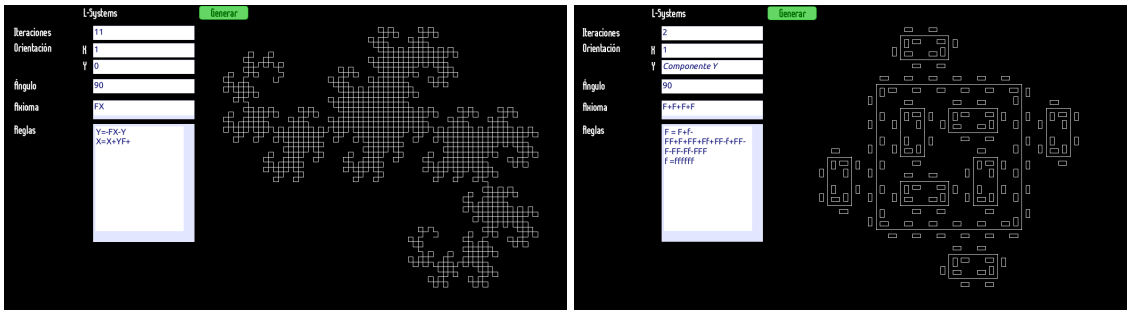 L-Systems
Generar
Iteraciones
11
Orientación
X
1
Y
0
Ángulo
90
Axioma
FX
Reglas
Y=-FX-Y
X=X+YF+
L-Systems
Generar
Iteraciones
2
Orientación
X
1
Y
Componente Y
Ángulo
90
Axioma
F+F+F+F
Reglas
F = F+f-
FF+F+FF+Ff+FF-f+FF-
F-FF-Ff-FFF
f =ffffff